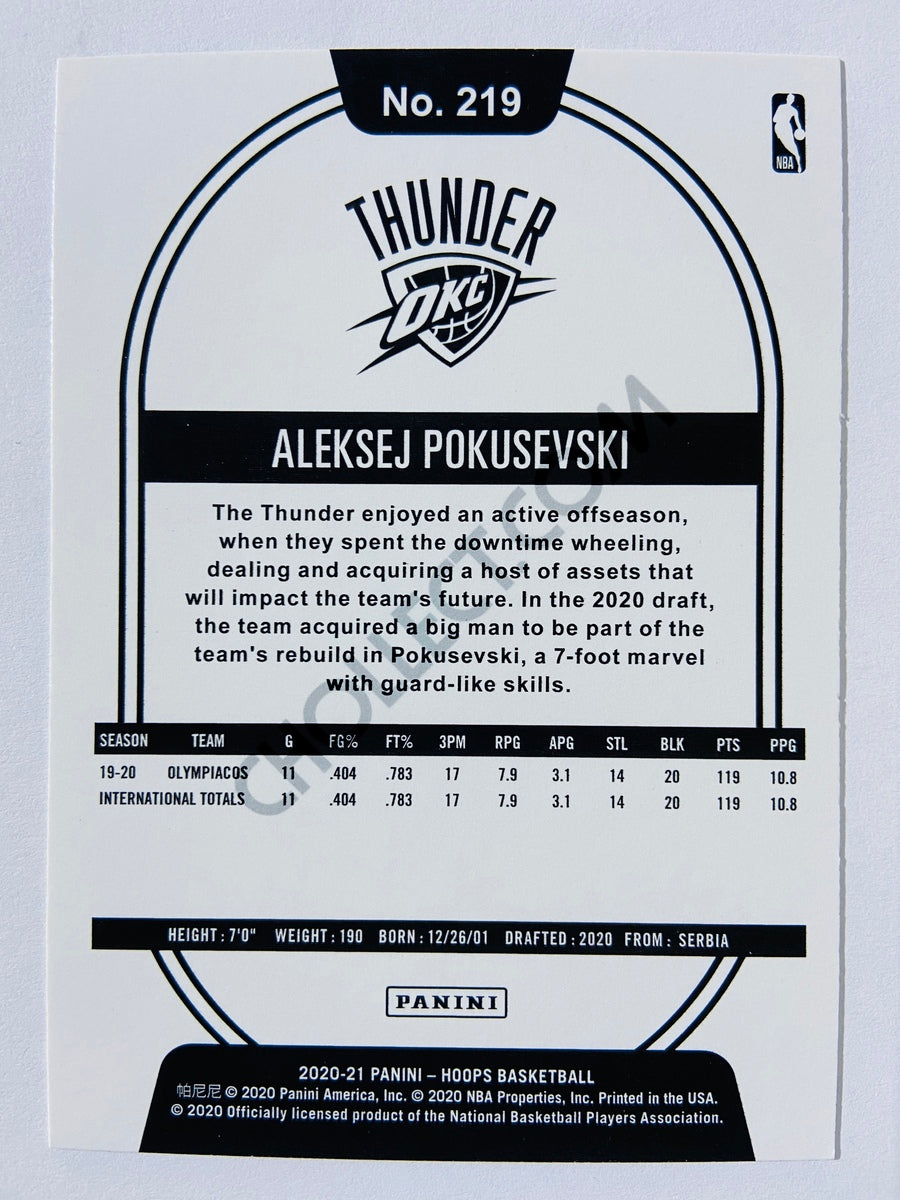 No. 219
NBA
THUNDER
OKC
ALEKSEJ POKUSEVSKI
The Thunder enjoyed an active offseason,
when they spent the downtime wheeling,
dealing and acquiring a host of assets that
will impact the team's future. In the 2020 draft,
the team acquired a big man to be part of the
team's rebuild in Pokusevski, a 7-foot marvel
with guard-like skills.
CHOLLECT.COM
SEASON TEAM G FG% FT% 3PM RPG APG STL BLK PTS PPG
19-20 OLYMPIACOS 11 .404 .783 17 7.9 3.1 14 20 119 10.8
INTERNATIONAL TOTALS 11 .404 .783 17 7.9 3.1 14 20 119 10.8
HEIGHT : 7'0" WEIGHT : 190 BORN : 12/26/01 DRAFTED : 2020 FROM : SERBIA
PANINI
2020-21 PANINI – HOOPS BASKETBALL
帕尼尼 © 2020 Panini America, Inc. © 2020 NBA Properties, Inc. Printed in the USA.
© 2020 Officially licensed product of the National Basketball Players Association.